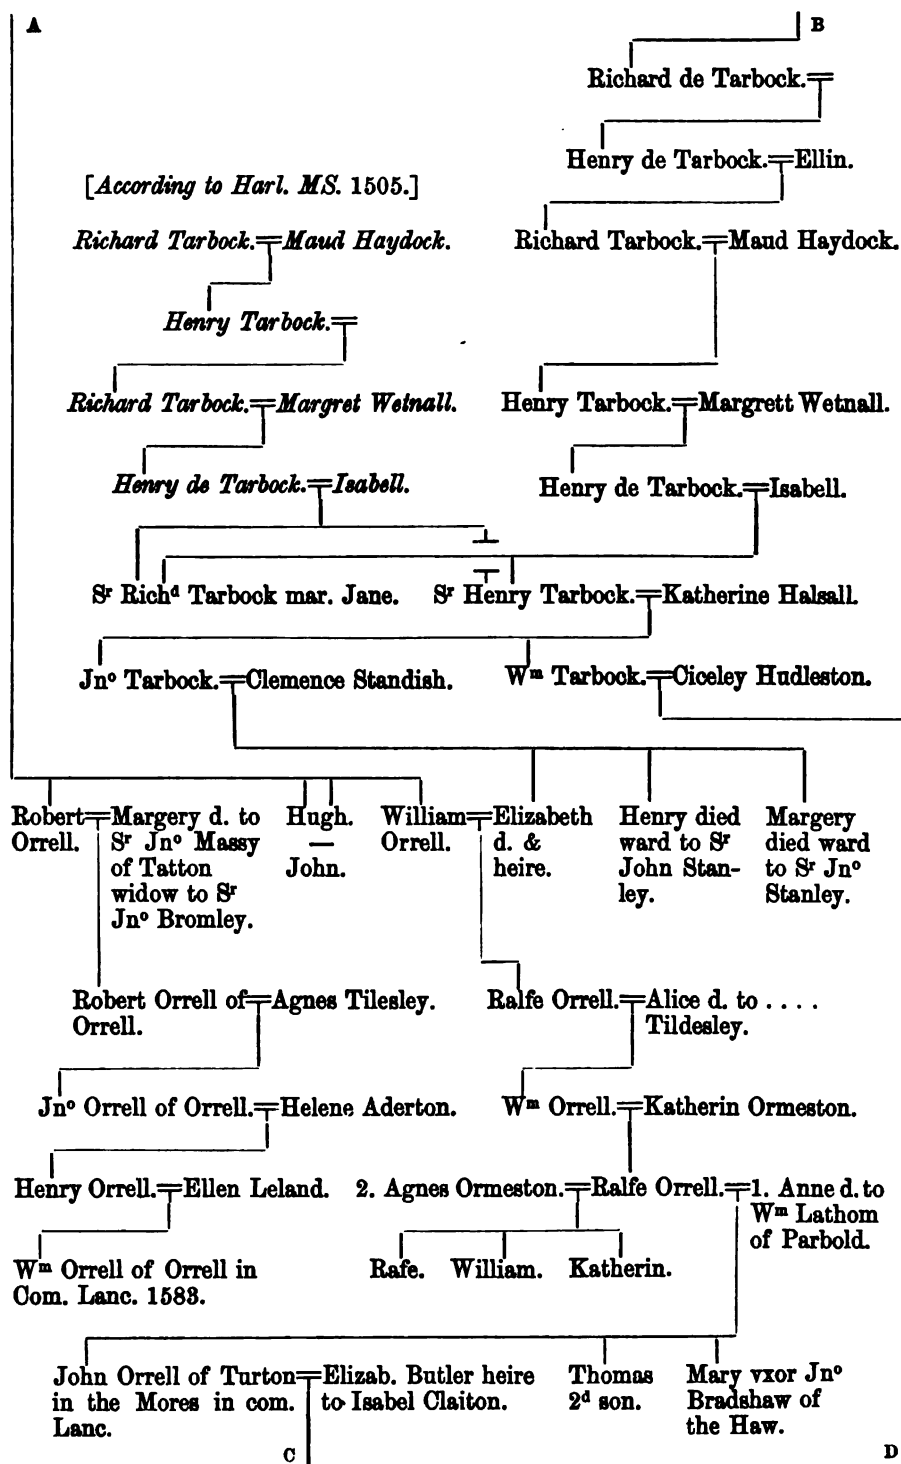 A
B
Richard de Tarbock.
Henry de Tarbock. Ellin.
[According to Harl. MS. 1505.]
Richard Tarbock. Maud Haydock.
Richard Tarbock. Maud Haydock.
Henry Tarbock.
Richard Tarbock. Margret Wetnall.
Henry Tarbock. Margrett Wetnall.
Henry de Tarbock. Isabell.
Henry de Tarbock. Isabell.
Sr Richd Tarbock mar. Jane.
Sr Henry Tarbock. Katherine Halsall.
Jno Tarbock. Clemence Standish.
Wm Tarbock. Ciceley Hudleston.
Robert
Orrell.
Margery d. to
Sr Jno Massy
of Tatton
widow to Sr
Jno Bromley.
Hugh.
—
John.
William
Orrell.
Elizabeth
d. &
heire.
Henry died
ward to Sr
John Stan-
ley.
Margery
died ward
to Sr Jno
Stanley.
Robert Orrell of
Orrell.
Agnes Tilesley.
Ralfe Orrell.
Alice d. to . . . .
Tildesley.
Jno Orrell of Orrell. Helene Aderton.
Wm Orrell. Katherin Ormeston.
Henry Orrell. Ellen Leland.
2. Agnes Ormeston. Ralfe Orrell.
1. Anne d. to
Wm Lathom
of Parbold.
Wm Orrell of Orrell in
Com. Lanc. 1583.
Rafe. William. Katherin.
John Orrell of Turton
in the Mores in com.
Lanc.
Elizab. Butler heire
to Isabel Claiton.
Thomas
2d son.
Mary vxor Jno
Bradshaw of
the Haw.
C
D